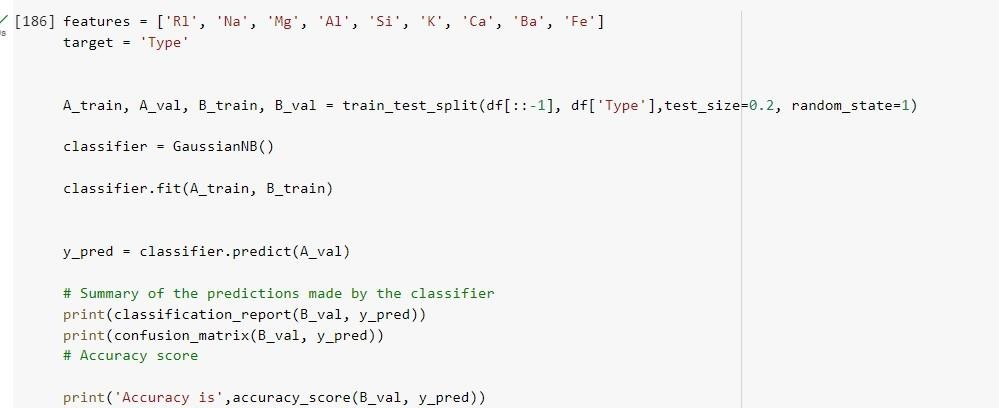 [186] features = ['Rl', 'Na', 'Mg', 'Al', 'Si', 'K', 'Ca', 'Ba', 'Fe']
target = 'Type'
A_train, A_val, B_train, B_val = train_test_split(df[::-1], df['Type'],test_size=0.2, random_state=1)
classifier = GaussianNB()
classifier.fit(A_train, B_train)
y_pred = classifier.predict(A_val)
# Summary of the predictions made by the classifier
print(classification_report(B_val, y_pred))
print(confusion_matrix(B_val, y_pred))
# Accuracy score
print('Accuracy is',accuracy_score(B_val, y_pred))